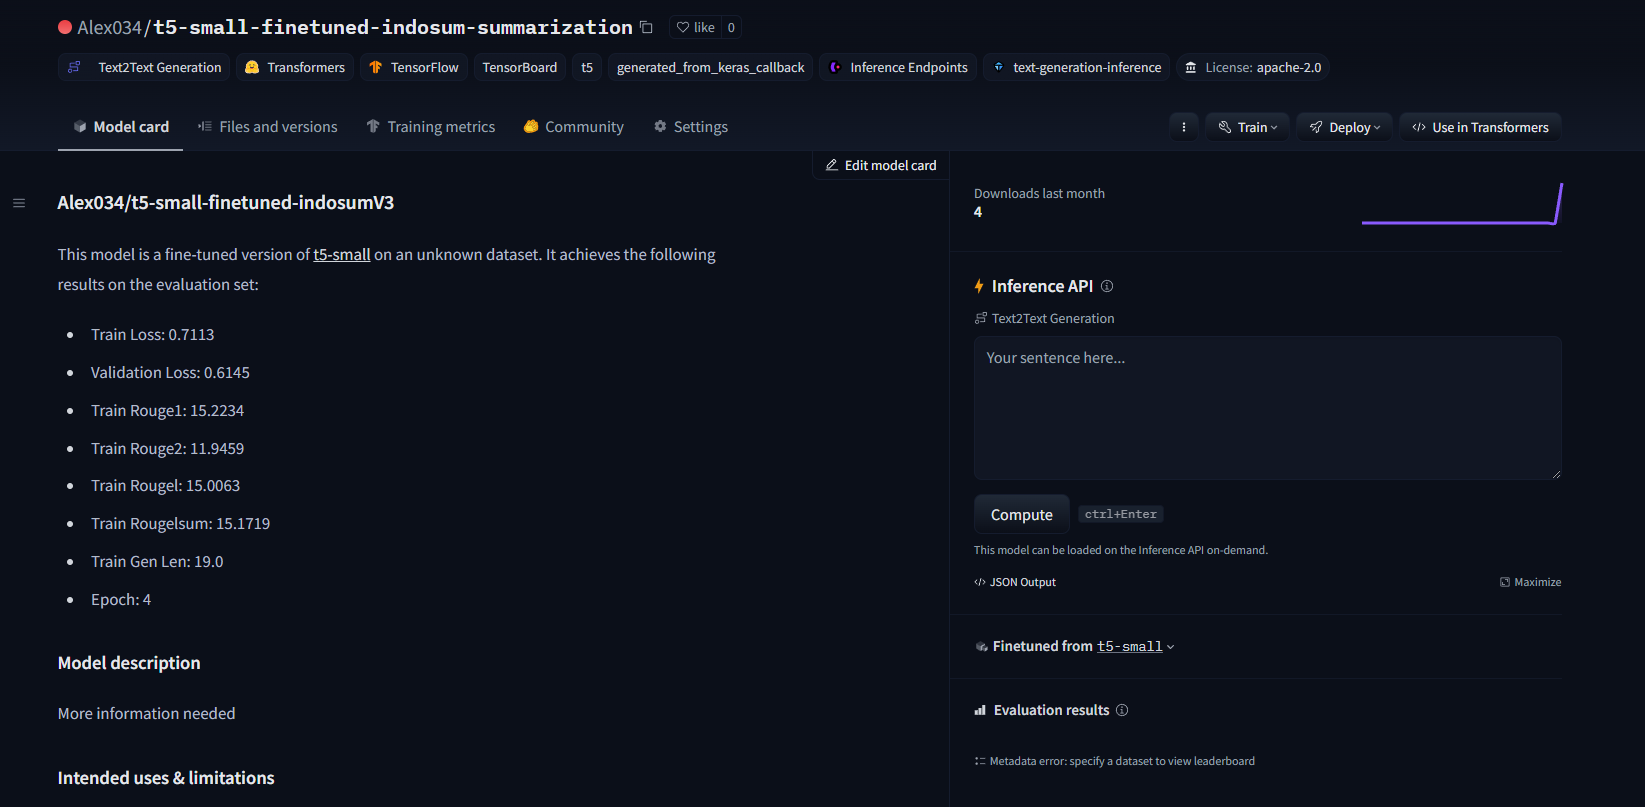 Alex034/t5-small-finetuned-indosum-summarization like 0
Text2Text Generation Transformers TensorFlow TensorBoard t5 generated_from_keras_callback Inference Endpoints text-generation-inference License: apache-2.0
Model card Files and versions Training metrics Community Settings Train Deploy Use in Transformers
Edit model card
Alex034/t5-small-finetuned-indosumV3
This model is a fine-tuned version of t5-small on an unknown dataset. It achieves the following
results on the evaluation set:
Train Loss: 0.7113
Validation Loss: 0.6145
Train Rouge1: 15.2234
Train Rouge2: 11.9459
Train Rougel: 15.0063
Train Rougelsum: 15.1719
Train Gen Len: 19.0
Epoch: 4
Model description
More information needed
Intended uses & limitations
Downloads last month
4
Inference API
Text2Text Generation
Your sentence here...
Compute ctrl+Enter
This model can be loaded on the Inference API on-demand.
</> JSON Output Maximize
Finetuned from t5-small
Evaluation results
Metadata error: specify a dataset to view leaderboard